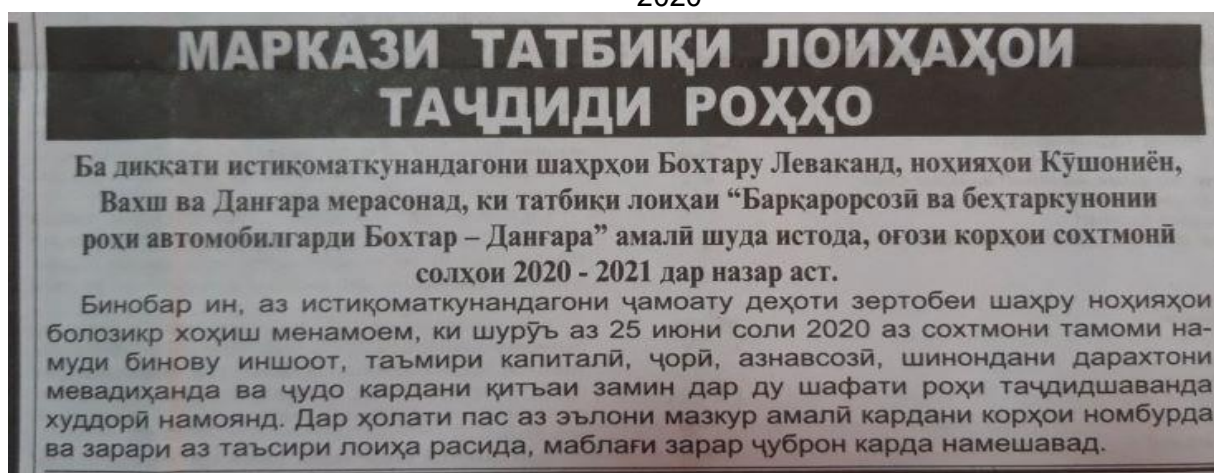 2020
МАРКАЗИ ТАТБИҚИ ЛОИҲАҲОИ
ТАҶДИДИ РОҲҲО
Ба диққати истиқоматкунандагони шаҳрҳои Бохтару Леваканд, ноҳияҳои Кӯшониён,
Вахш ва Данғара мерасонад, ки татбиқи лоиҳаи “Барқарорсозӣ ва беҳтаркунонии
роҳи автомобилгарди Бохтар – Данғара” амалӣ шуда истода, оғози корҳои сохтмонӣ
солҳои 2020 - 2021 дар назар аст.
Бинобар ин, аз истиқоматкунандагони ҷамоату деҳоти зертобеи шаҳру ноҳияҳои
болозикр хоҳиш менамоем, ки шурӯъ аз 25 июни соли 2020 аз сохтмони тамоми на-
муди бинову иншоот, таъмири капиталӣ, ҷорӣ, азнавсозӣ, шинондани дарахтони
мевадиҳанда ва ҷудо кардани қитъаи замин дар ду шафати роҳи таҷдидшаванда
худдорӣ намоянд. Дар ҳолати пас аз эълони мазкур амалӣ кардани корҳои номбурда
ва зарари аз таъсири лоиҳа расида, маблағи зарар ҷуброн карда намешавад.